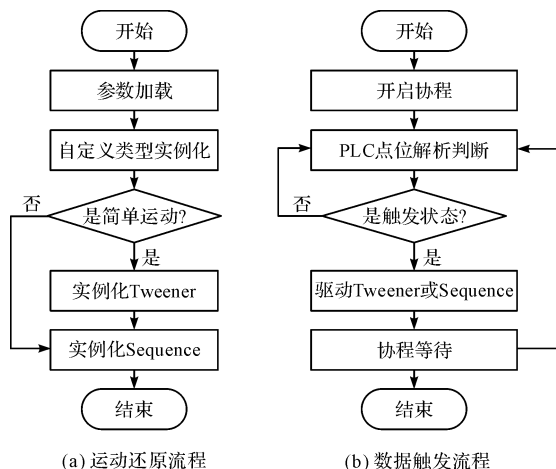 开始
参数加载
自定义类型实例化
是简单运动?
否
是
实例化Tweener
实例化Sequence
结束
(a) 运动还原流程
开始
开启协程
PLC点位解析判断
是触发状态?
否
是
驱动Tweener或Sequence
协程等待
结束
(b) 数据触发流程